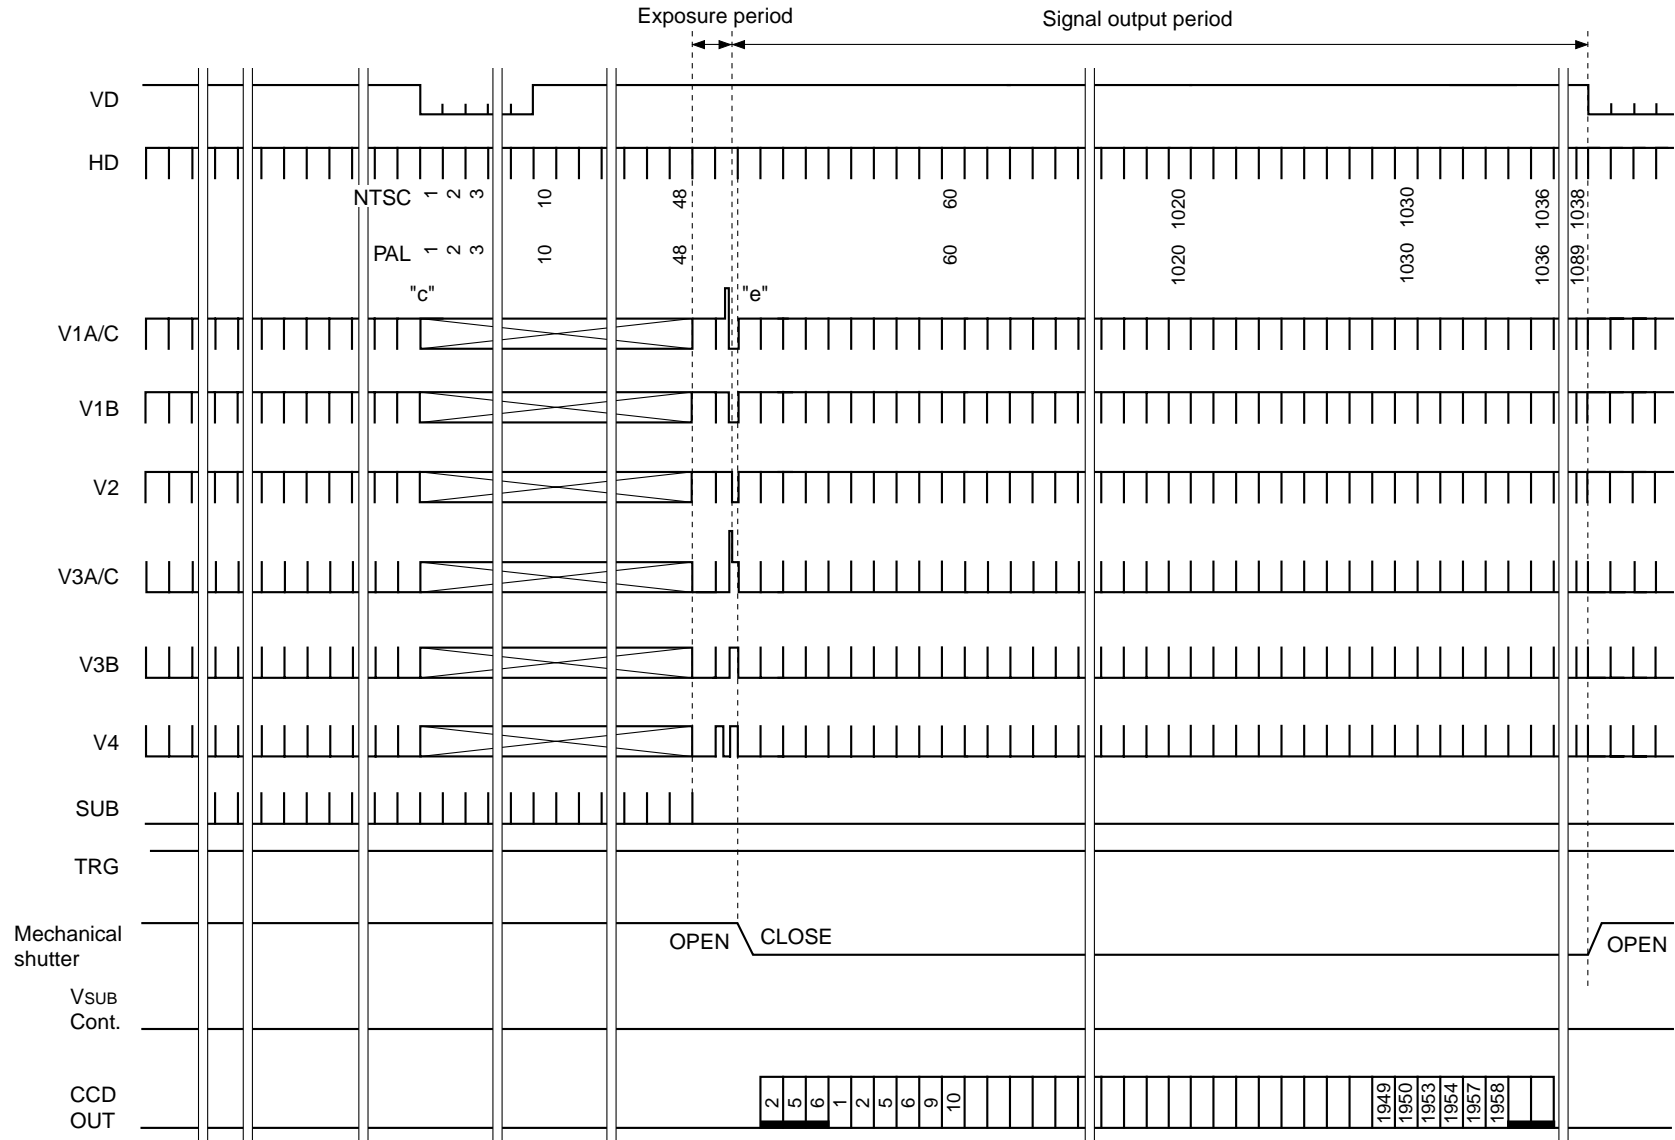 Exposure period
Signal output period
VD
HD
NTSC 1 2 3 10 48 60 1020 1030 1036 1038
PAL 1 2 3 10 48 60 1020 1030 1036 1089
"c" "e"
V1A/C
V1B
V2
V3A/C
V3B
V4
SUB
TRG
Mechanical
shutter
OPEN CLOSE OPEN
VSUB
Cont.
CCD
OUT
2 5 6 1 2 5 6 9 10 1949 1950 1953 1954 1957 1958